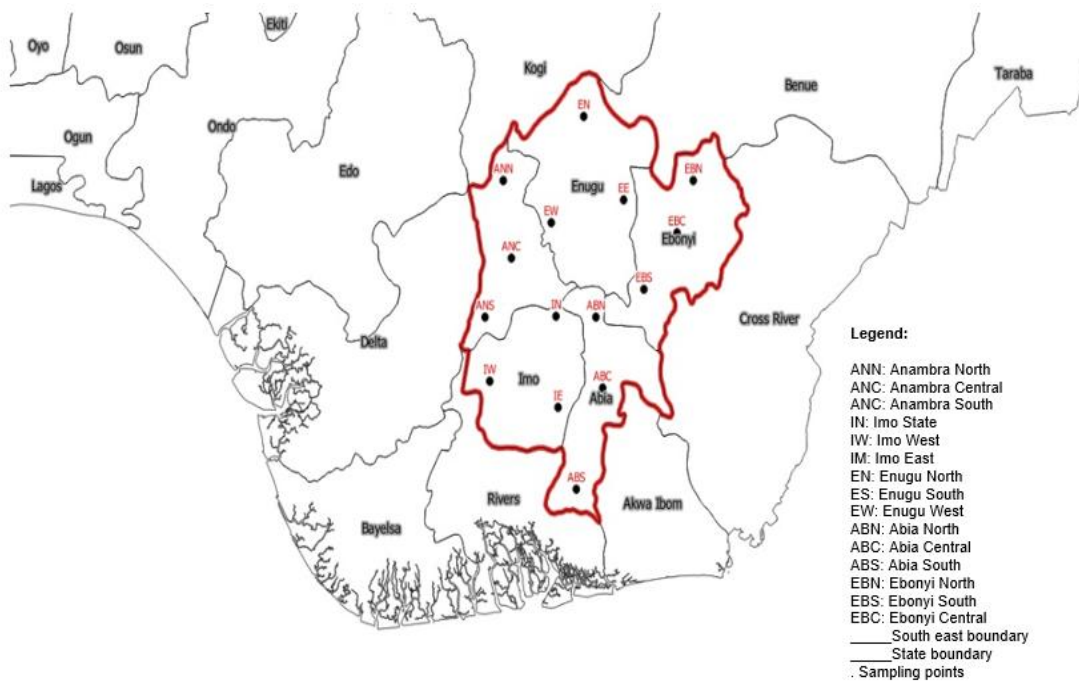 Ekiti
Oyo
Osun
Kogi
Taraba
Benue
EN
Ogun
Ondo
Edo
ANN
Enugu
EE
EBN
Lagos
EW
EBC
Ebonyi
ANC
EBS
ANS
IN
ABN
Cross River
Delta
IW
Imo
ABC
Abia
IE
ABS
Rivers
Akwa Ibom
Bayelsa
Legend:
ANN: Anambra North
ANC: Anambra Central
ANC: Anambra South
IN: Imo State
IW: Imo West
IM: Imo East
EN: Enugu North
ES: Enugu South
EW: Enugu West
ABN: Abia North
ABC: Abia Central
ABS: Abia South
EBN: Ebonyi North
EBS: Ebonyi South
EBC: Ebonyi Central
_____South east boundary
_____State boundary
. Sampling points